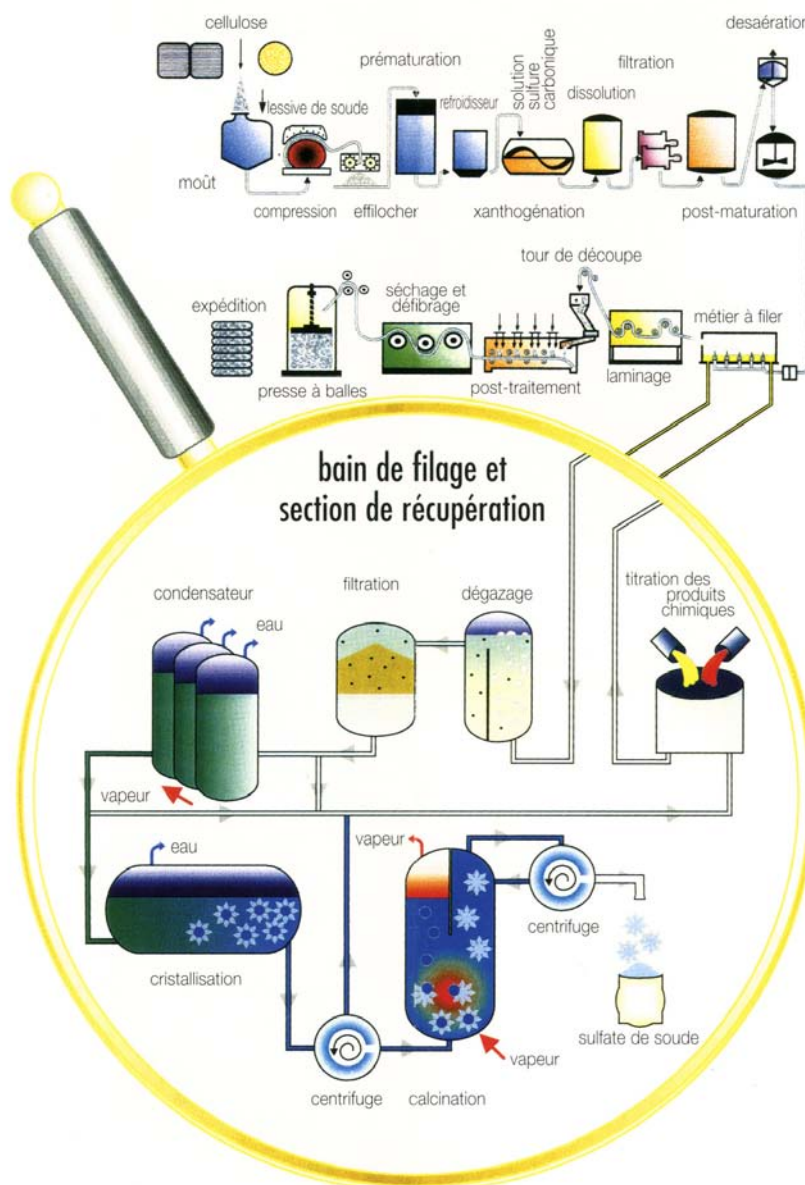 cellulose
lessive de soude
moût
compression
effilocher
prématuration
refroidisseur
solution
sulfure
carbonique
xanthogénation
dissolution
filtration
post-maturation
desaération
expédition
presse à balles
séchage et
défibrage
post-traitement
tour de découpe
laminage
métier à filer
bain de filage et
section de récupération
condensateur
eau
vapeur
filtration
dégazage
titration des
produits
chimiques
eau
cristallisation
centrifuge
vapeur
calcination
vapeur
centrifuge
sulfate de soude